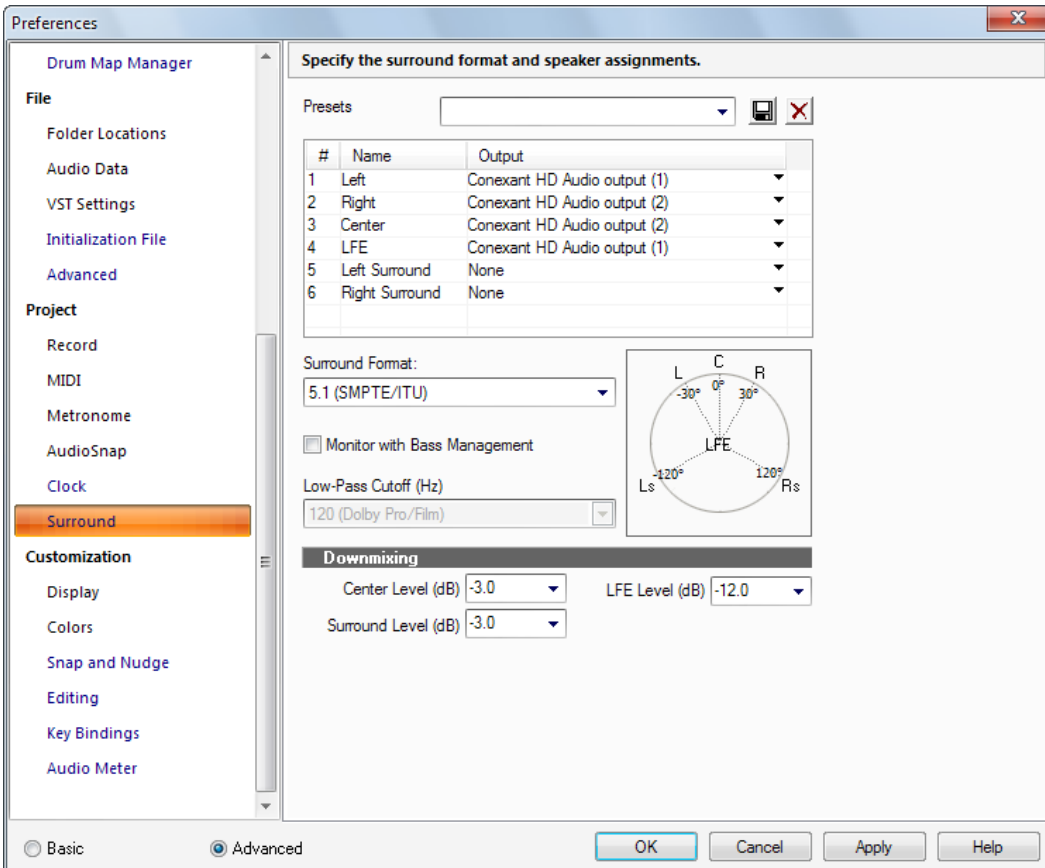 Preferences
Drum Map Manager
File
Folder Locations
Audio Data
VST Settings
Initialization File
Advanced
Project
Record
MIDI
Metronome
AudioSnap
Clock
Surround
Customization
Display
Colors
Snap and Nudge
Editing
Key Bindings
Audio Meter
Specify the surround format and speaker assignments.
Presets
# Name Output
1 Left Conexant HD Audio output (1)
2 Right Conexant HD Audio output (2)
3 Center Conexant HD Audio output (2)
4 LFE Conexant HD Audio output (1)
5 Left Surround None
6 Right Surround None
Surround Format:
5.1 (SMPTE/ITU)
Monitor with Bass Management
Low-Pass Cutoff (Hz)
120 (Dolby Pro/Film)
C
L R
-30° 0° 30°
LFE
-120° 120°
Ls Rs
Downmixing
Center Level (dB) -3.0 LFE Level (dB) -12.0
Surround Level (dB) -3.0
Basic Advanced OK Cancel Apply Help